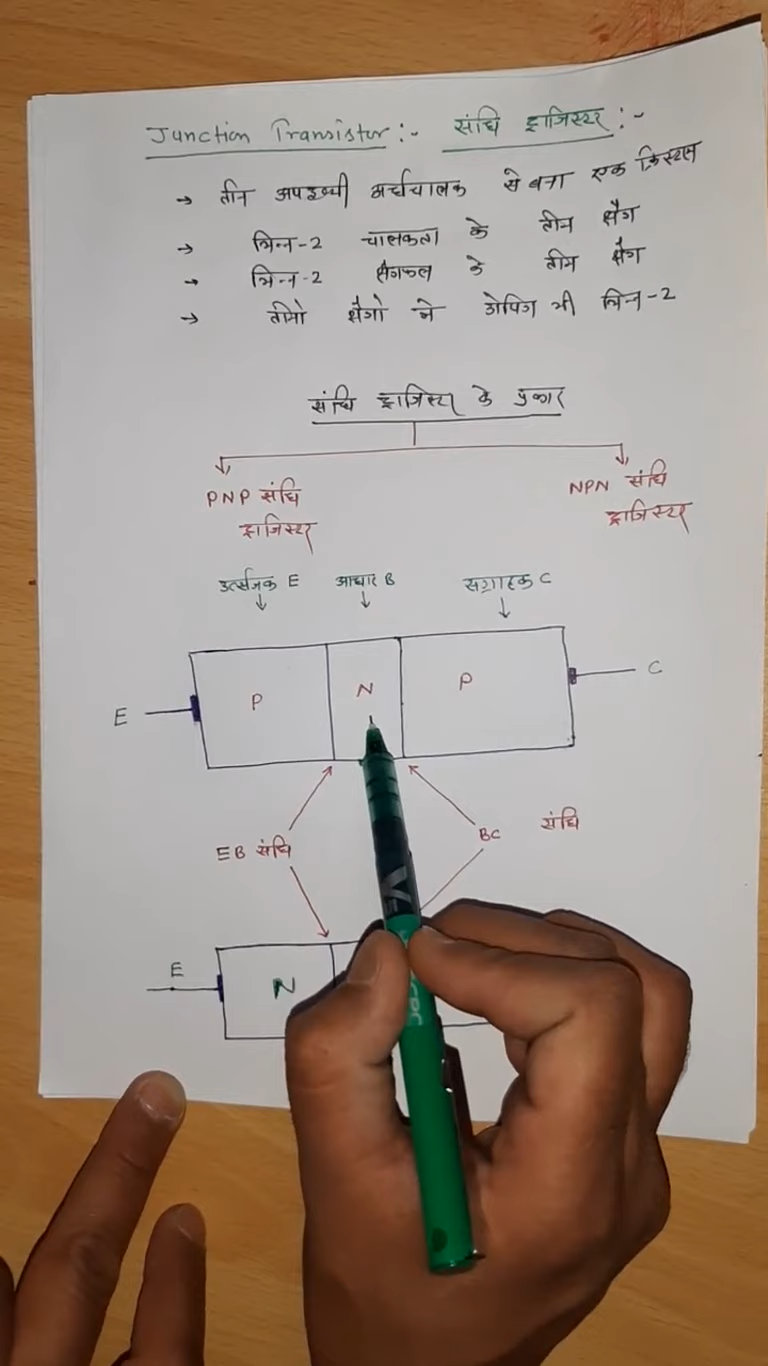 Junction Transistor :- संधि ट्रांजिस्टर :-
→ तीन अपद्रव्यी अर्धचालक से बना एक क्रिस्टल
→ भिन्न-2 चालकता के तीन क्षेत्र
→ भिन्न-2 क्षेत्रफल के तीन क्षेत्र
→ तीनो क्षेत्रो मे डोपिंग भी भिन्न-2
संधि ट्रांजिस्टर के प्रकार
PNP संधि ट्रांजिस्टर
NPN संधि ट्रांजिस्टर
उत्सर्जक E आधार B संग्राहक C
E P N P C
EB संधि BC संधि
E N